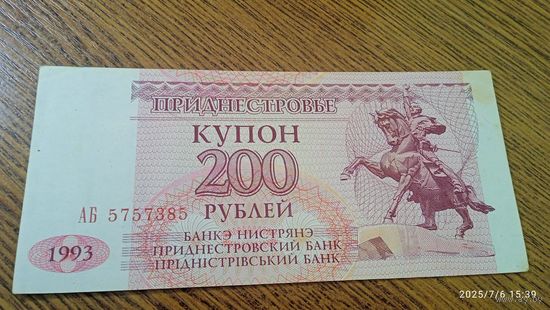 ПРИДНЕСТРОВЬЕ
КУПОН
200
РУБЛЕЙ
АБ 5757385
БАНКЭ НИСТРЯНЭ
ПРИДНЕСТРОВСКИЙ БАНК
ПРІДНІСТРІВСЬКИЙ БАНК
1993
2025/7/6 15:39